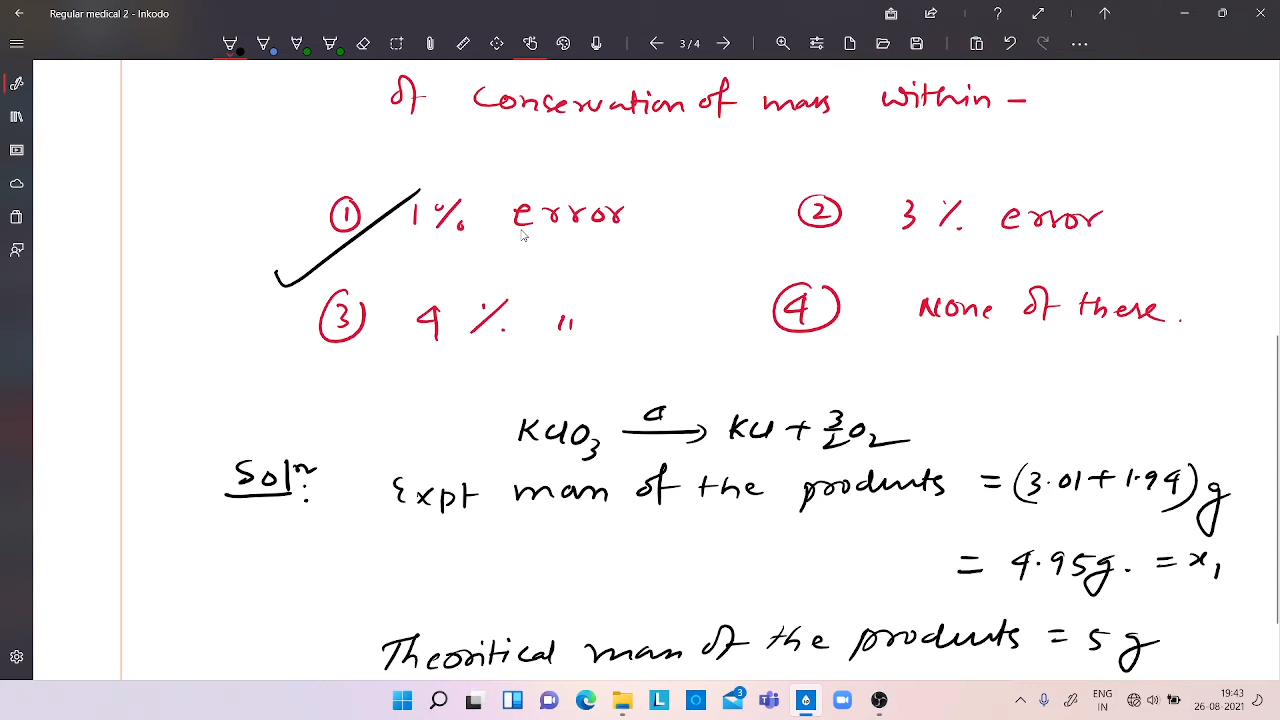 Regular medical 2 - Inkodo
3/4
of conservation of mass within -
① 1% error ② 3% error
③ 4% " ④ None of these.
KClO3 Δ→ KCl + 3/2 O2
Soln: Expt mass of the products = (3.01 + 1.94) g
= 4.95g. = x1
Theoritical mass of the products = 5 g
3
ENG
IN
19:43
26-08-2021